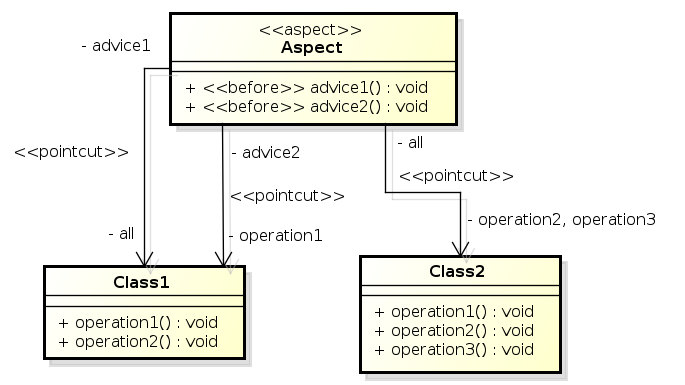 <<aspect>>
Aspect
+ <<before>> advice1() : void
+ <<before>> advice2() : void
- advice1
<<pointcut>>
- all
- advice2
<<pointcut>>
- operation1
- all
<<pointcut>>
- operation2, operation3
Class1
+ operation1() : void
+ operation2() : void
Class2
+ operation1() : void
+ operation2() : void
+ operation3() : void